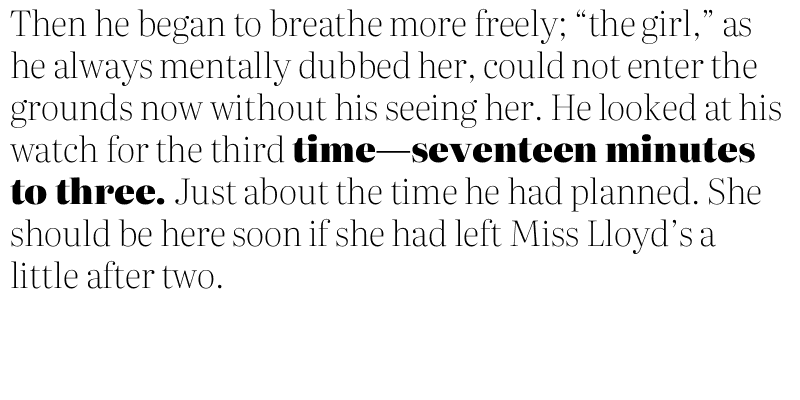 Then he began to breathe more freely; “the girl,” as
he always mentally dubbed her, could not enter the
grounds now without his seeing her. He looked at his
watch for the third time—seventeen minutes
to three. Just about the time he had planned. She
should be here soon if she had left Miss Lloyd’s a
little after two.